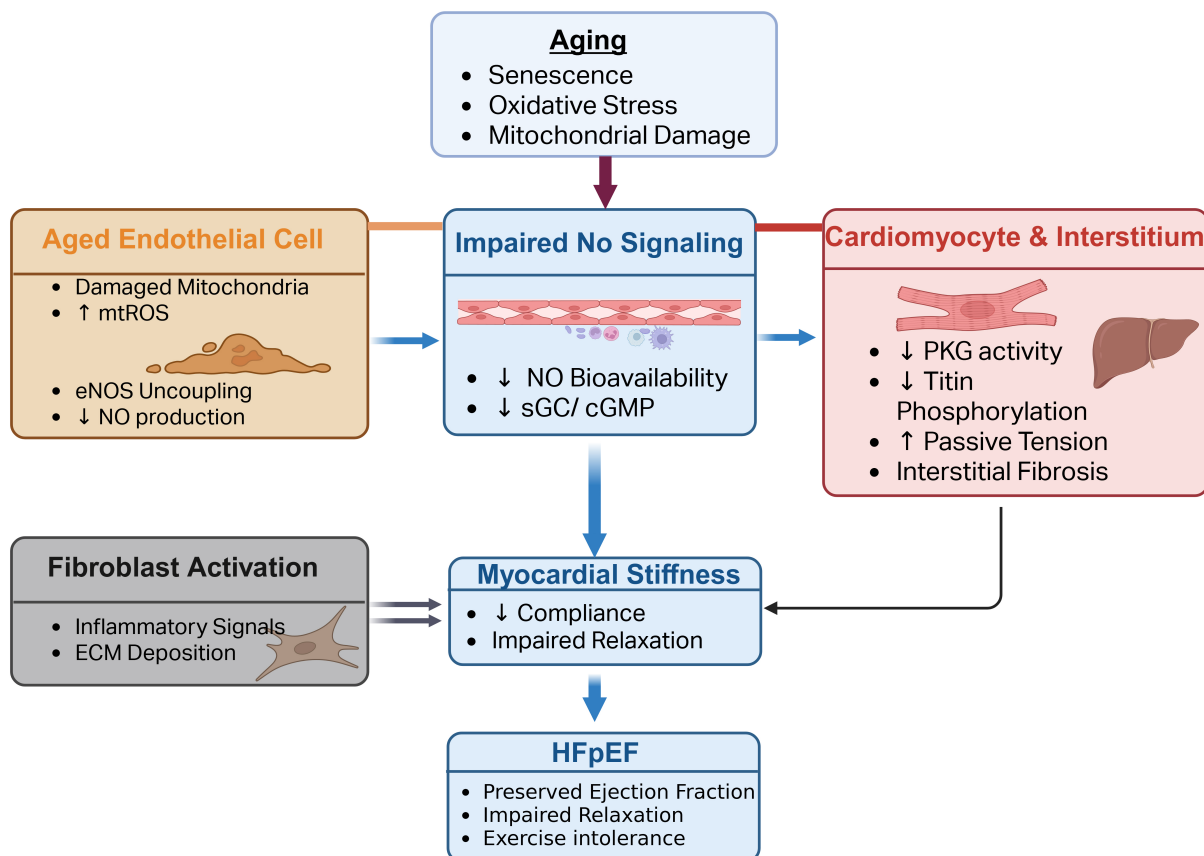 Aging
• Senescence
• Oxidative Stress
• Mitochondrial Damage
Aged Endothelial Cell
• Damaged Mitochondria
• ↑ mtROS
• eNOS Uncoupling
• ↓ NO production
Impaired No Signaling
• ↓ NO Bioavailability
• ↓ sGC/ cGMP
Cardiomyocyte & Interstitium
• ↓ PKG activity
• ↓ Titin
Phosphorylation
• ↑ Passive Tension
• Interstitial Fibrosis
Fibroblast Activation
• Inflammatory Signals
• ECM Deposition
Myocardial Stiffness
• ↓ Compliance
• Impaired Relaxation
HFpEF
• Preserved Ejection Fraction
• Impaired Relaxation
• Exercise intolerance